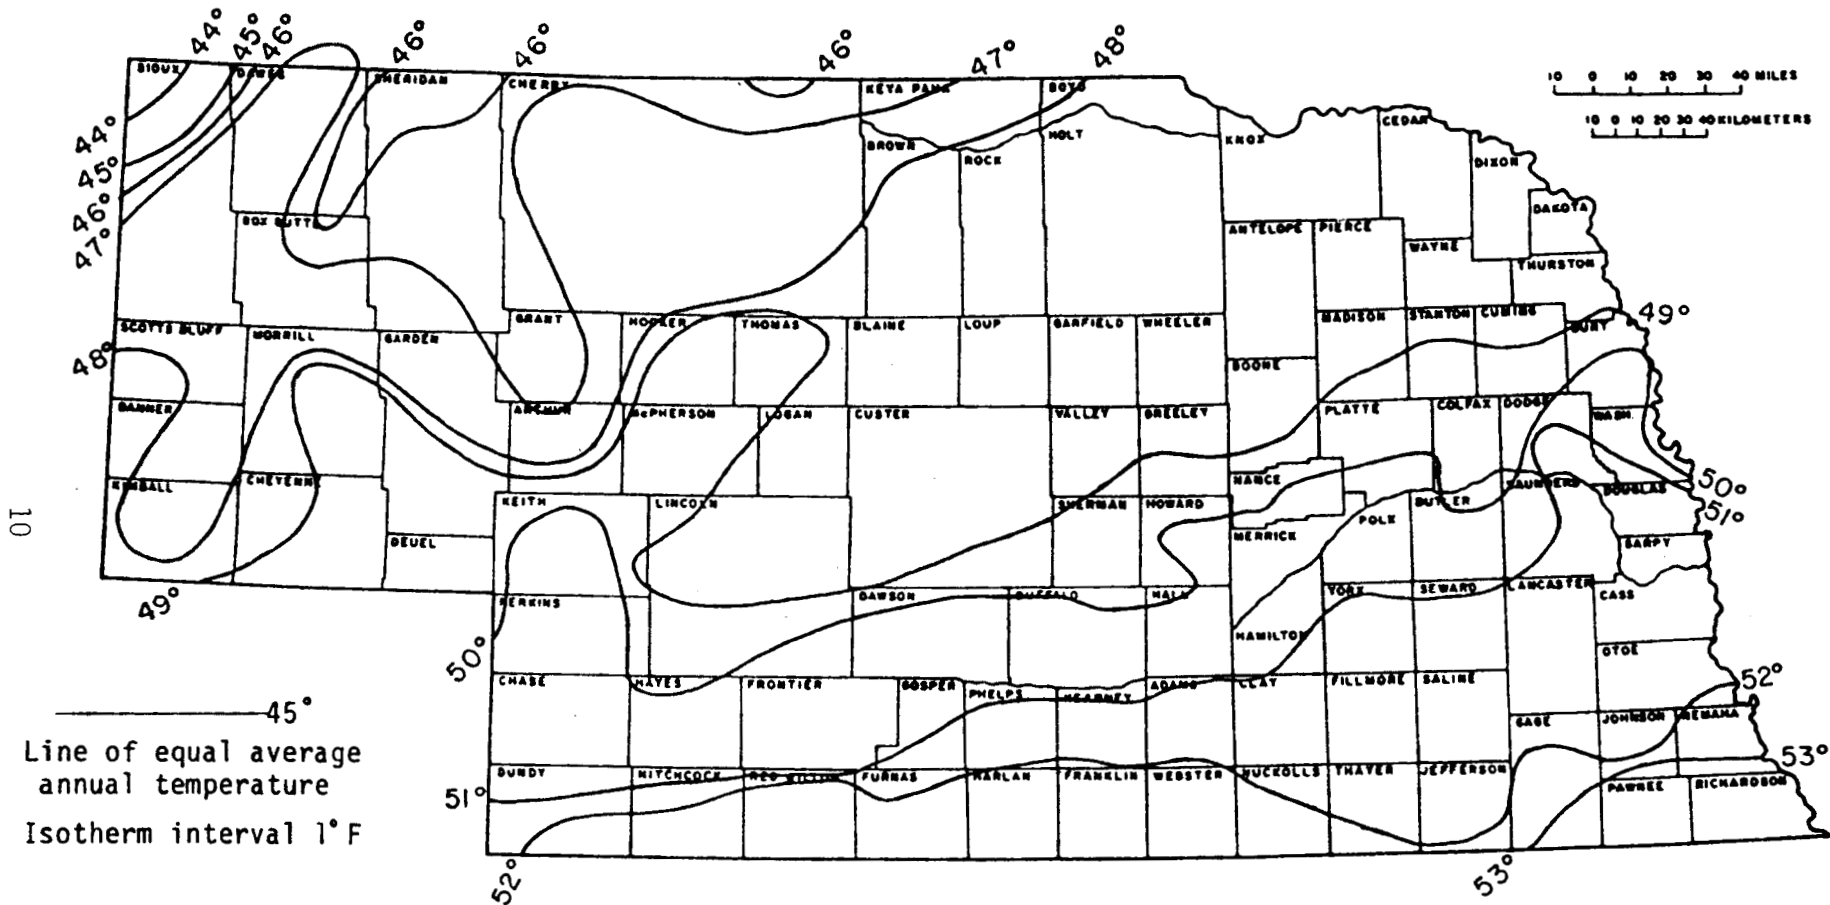 44°
45°
46°
46°
46°
46°
47°
48°
10 0 10 20 30 40 MILES
10 0 10 20 30 40 KILOMETERS
SIOUX
DAWES
SHERIDAN
CHERRY
KEYA PAHA
BOYD
44°
45°
46°
47°
BROWN
ROCK
HOLT
KNOX
CEDAR
DIXON
DAKOTA
BOX BUTTE
ANTELOPE
PIERCE
WAYNE
THURSTON
SCOTTS BLUFF
MORRILL
GARDEN
GRANT
HOOKER
THOMAS
BLAINE
LOUP
GARFIELD
WHEELER
MADISON
STANTON
CUMING
BURT
49°
48°
BOONE
BANNER
ARTHUR
McPHERSON
LOGAN
CUSTER
VALLEY
GREELEY
PLATTE
COLFAX
DODGE
WASH.
KIMBALL
CHEYENNE
KEITH
LINCOLN
SHERMAN
HOWARD
NANCE
MERRICK
POLK
BUTLER
SAUNDERS
DOUGLAS
50°
51°
SARPY
10
DEUEL
49°
PERKINS
DAWSON
BUFFALO
HALL
HAMILTON
YORK
SEWARD
LANCASTER
CASS
OTOE
50°
CHASE
HAYES
FRONTIER
GOSPER
PHELPS
KEARNEY
ADAMS
CLAY
FILLMORE
SALINE
GAGE
JOHNSON
NEMAHA
52°
53°
45°
Line of equal average
annual temperature
Isotherm interval 1°F
51°
DUNDY
HITCHCOCK
RED WILLOW
FURNAS
HARLAN
FRANKLIN
WEBSTER
NUCKOLLS
THAYER
JEFFERSON
PAWNEE
RICHARDSON
52°
53°